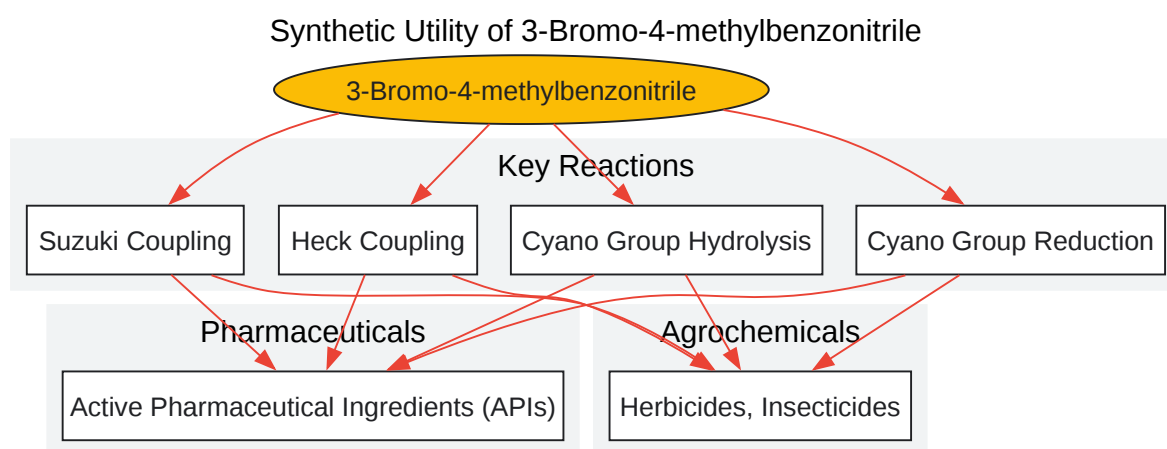 Synthetic Utility of 3-Bromo-4-methylbenzonitrile
3-Bromo-4-methylbenzonitrile
Key Reactions
Suzuki Coupling
Heck Coupling
Cyano Group Hydrolysis
Cyano Group Reduction
Pharmaceuticals
Agrochemicals
Active Pharmaceutical Ingredients (APIs)
Herbicides, Insecticides